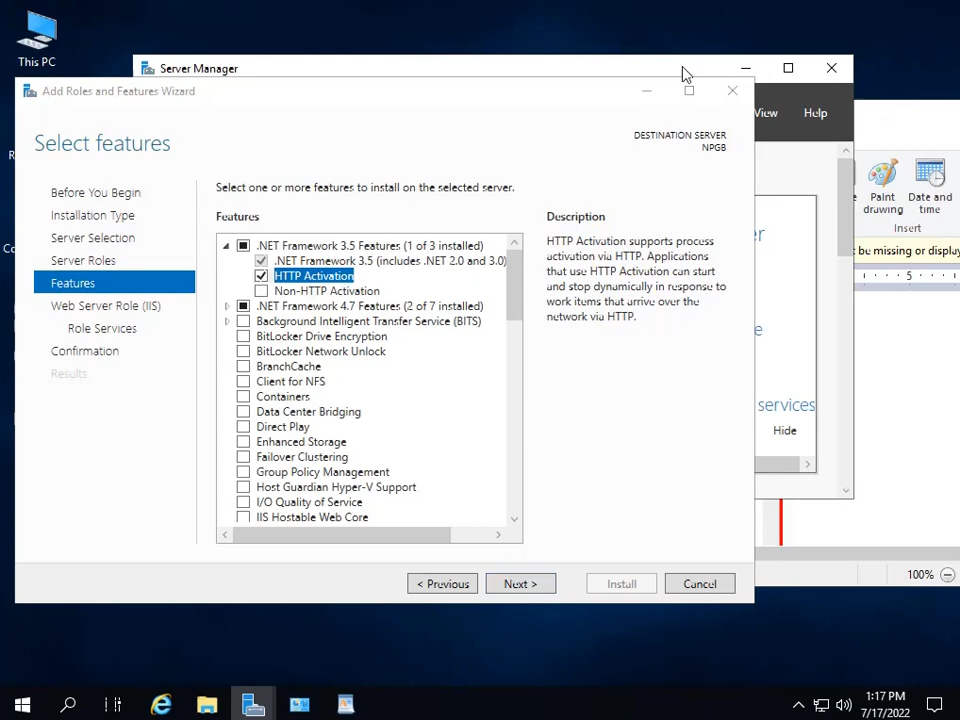 This PC
Server Manager
View
Help
Add Roles and Features Wizard
Select features
DESTINATION SERVER
NPGB
Before You Begin
Installation Type
Server Selection
Server Roles
Features
Web Server Role (IIS)
Role Services
Confirmation
Results
Select one or more features to install on the selected server.
Features
.NET Framework 3.5 Features (1 of 3 installed)
.NET Framework 3.5 (includes .NET 2.0 and 3.0)
HTTP Activation
Non-HTTP Activation
.NET Framework 4.7 Features (2 of 7 installed)
Background Intelligent Transfer Service (BITS)
BitLocker Drive Encryption
BitLocker Network Unlock
BranchCache
Client for NFS
Containers
Data Center Bridging
Direct Play
Enhanced Storage
Failover Clustering
Group Policy Management
Host Guardian Hyper-V Support
I/O Quality of Service
IIS Hostable Web Core
Description
HTTP Activation supports process
activation via HTTP. Applications
that use HTTP Activation can start
and stop dynamically in response to
work items that arrive over the
network via HTTP.
< Previous
Next >
Install
Cancel
services
Hide
Paint
drawing
Date and
time
Insert
be missing or display
5
100%
1:17 PM
7/17/2022